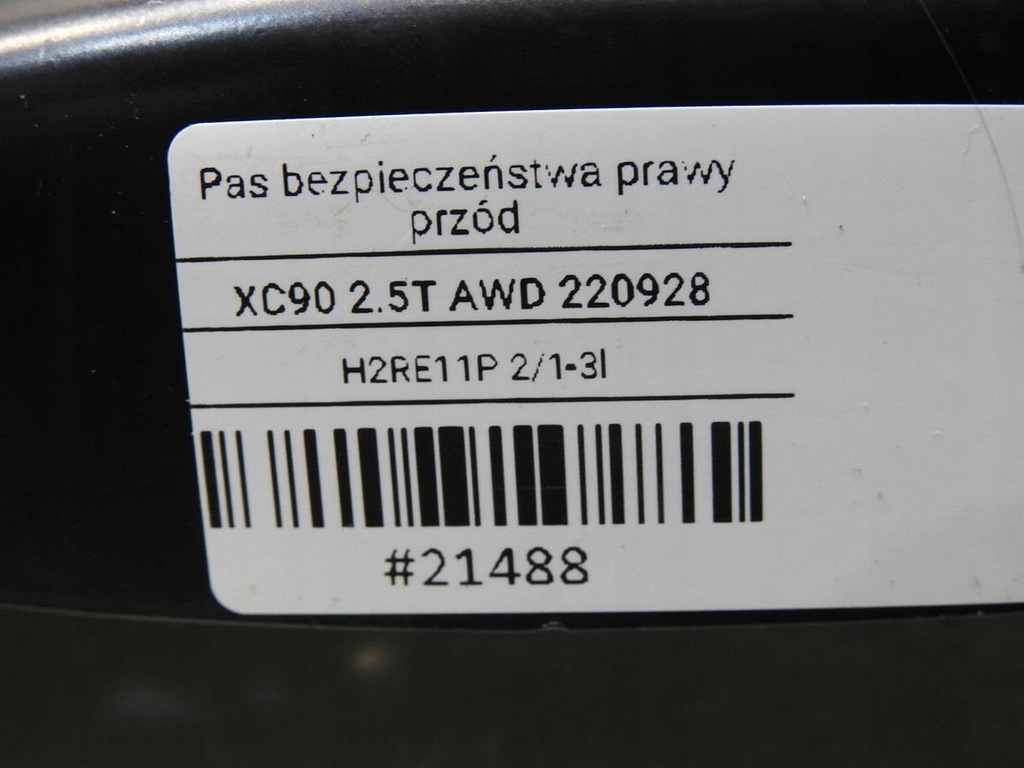 Pas bezpieczeństwa prawy
przód
XC90 2.5T AWD 220928
H2RE11P 2/1-3l
#21488